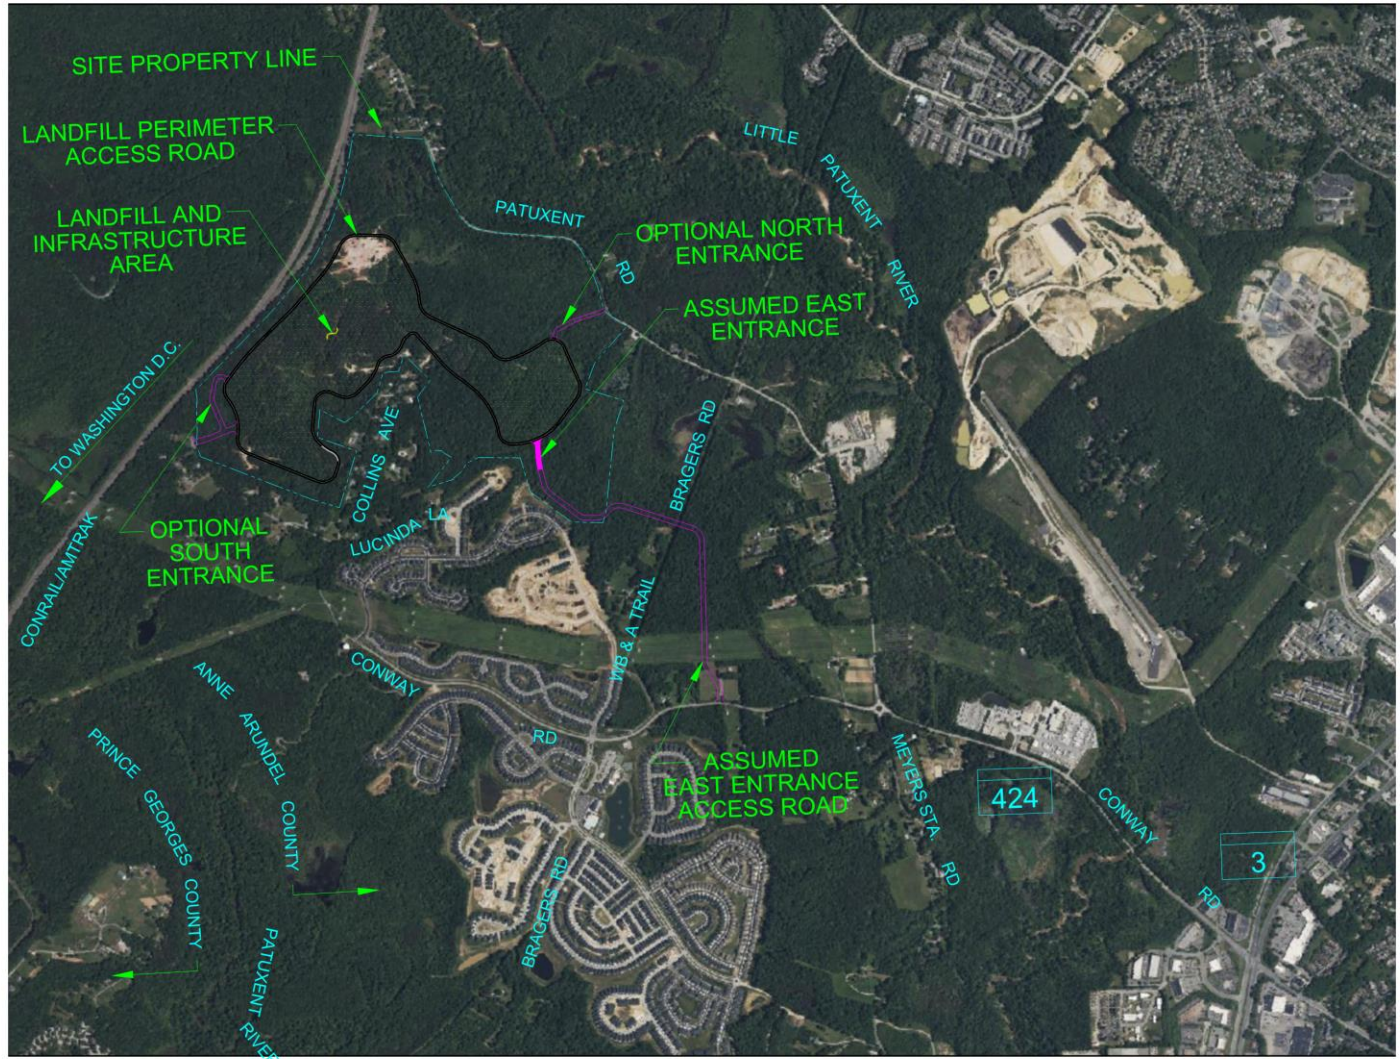 SITE PROPERTY LINE
LANDFILL PERIMETER
ACCESS ROAD
LANDFILL AND
INFRASTRUCTURE
AREA
LITTLE
PATUXENT
RIVER
PATUXENT
RD
OPTIONAL NORTH
ENTRANCE
ASSUMED EAST
ENTRANCE
TO WASHINGTON D.C.
CONRAIL/AMTRAK
OPTIONAL
SOUTH
ENTRANCE
COLLINS AVE
LUCINDA LA
BRAGERS RD
WB & A TRAIL
CONWAY
RD
ANNE
ARUNDEL
COUNTY
PRINCE
GEORGES
COUNTY
PATUXENT
RIVER
ASSUMED
EAST ENTRANCE
ACCESS ROAD
BRAGERS RD
MEYERS STA.
RD
424
CONWAY
RD
3